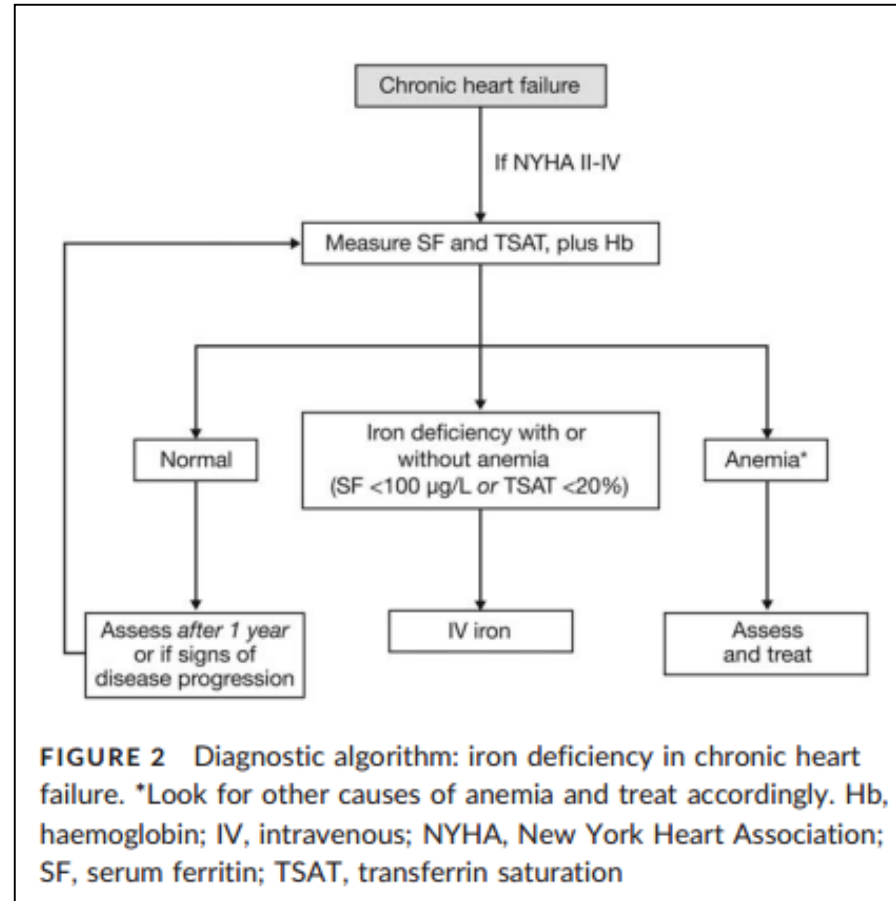 Chronic heart failure
If NYHA II-IV
Measure SF and TSAT, plus Hb
Normal
Iron deficiency with or
without anemia
(SF <100 µg/L or TSAT <20%)
Anemia*
Assess after 1 year
or if signs of
disease progression
IV iron
Assess
and treat
FIGURE 2 Diagnostic algorithm: iron deficiency in chronic heart
failure. *Look for other causes of anemia and treat accordingly. Hb,
haemoglobin; IV, intravenous; NYHA, New York Heart Association;
SF, serum ferritin; TSAT, transferrin saturation